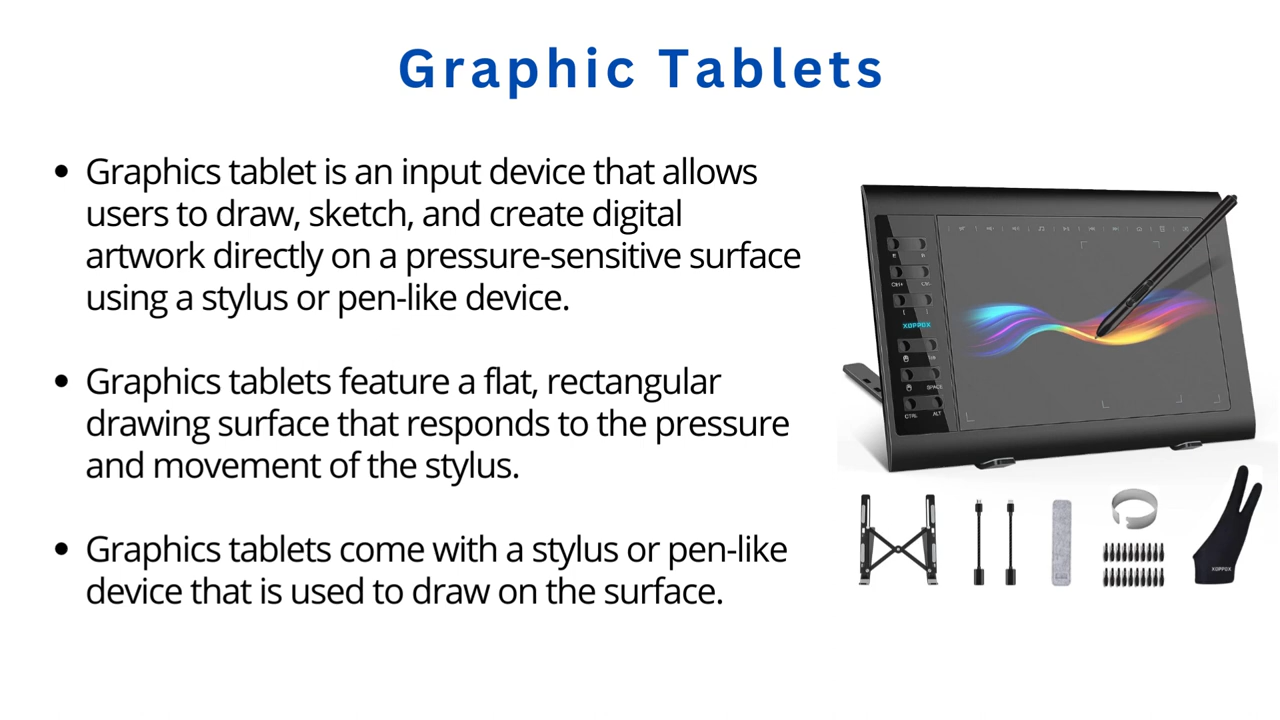 Graphic Tablets
• Graphics tablet is an input device that allows
users to draw, sketch, and create digital
artwork directly on a pressure-sensitive surface
using a stylus or pen-like device.
• Graphics tablets feature a flat, rectangular
drawing surface that responds to the pressure
and movement of the stylus.
• Graphics tablets come with a stylus or pen-like
device that is used to draw on the surface.
Ctrl+ Ctrl-
XOPPOX
SPACE
CTRL ALT
XOPPOX